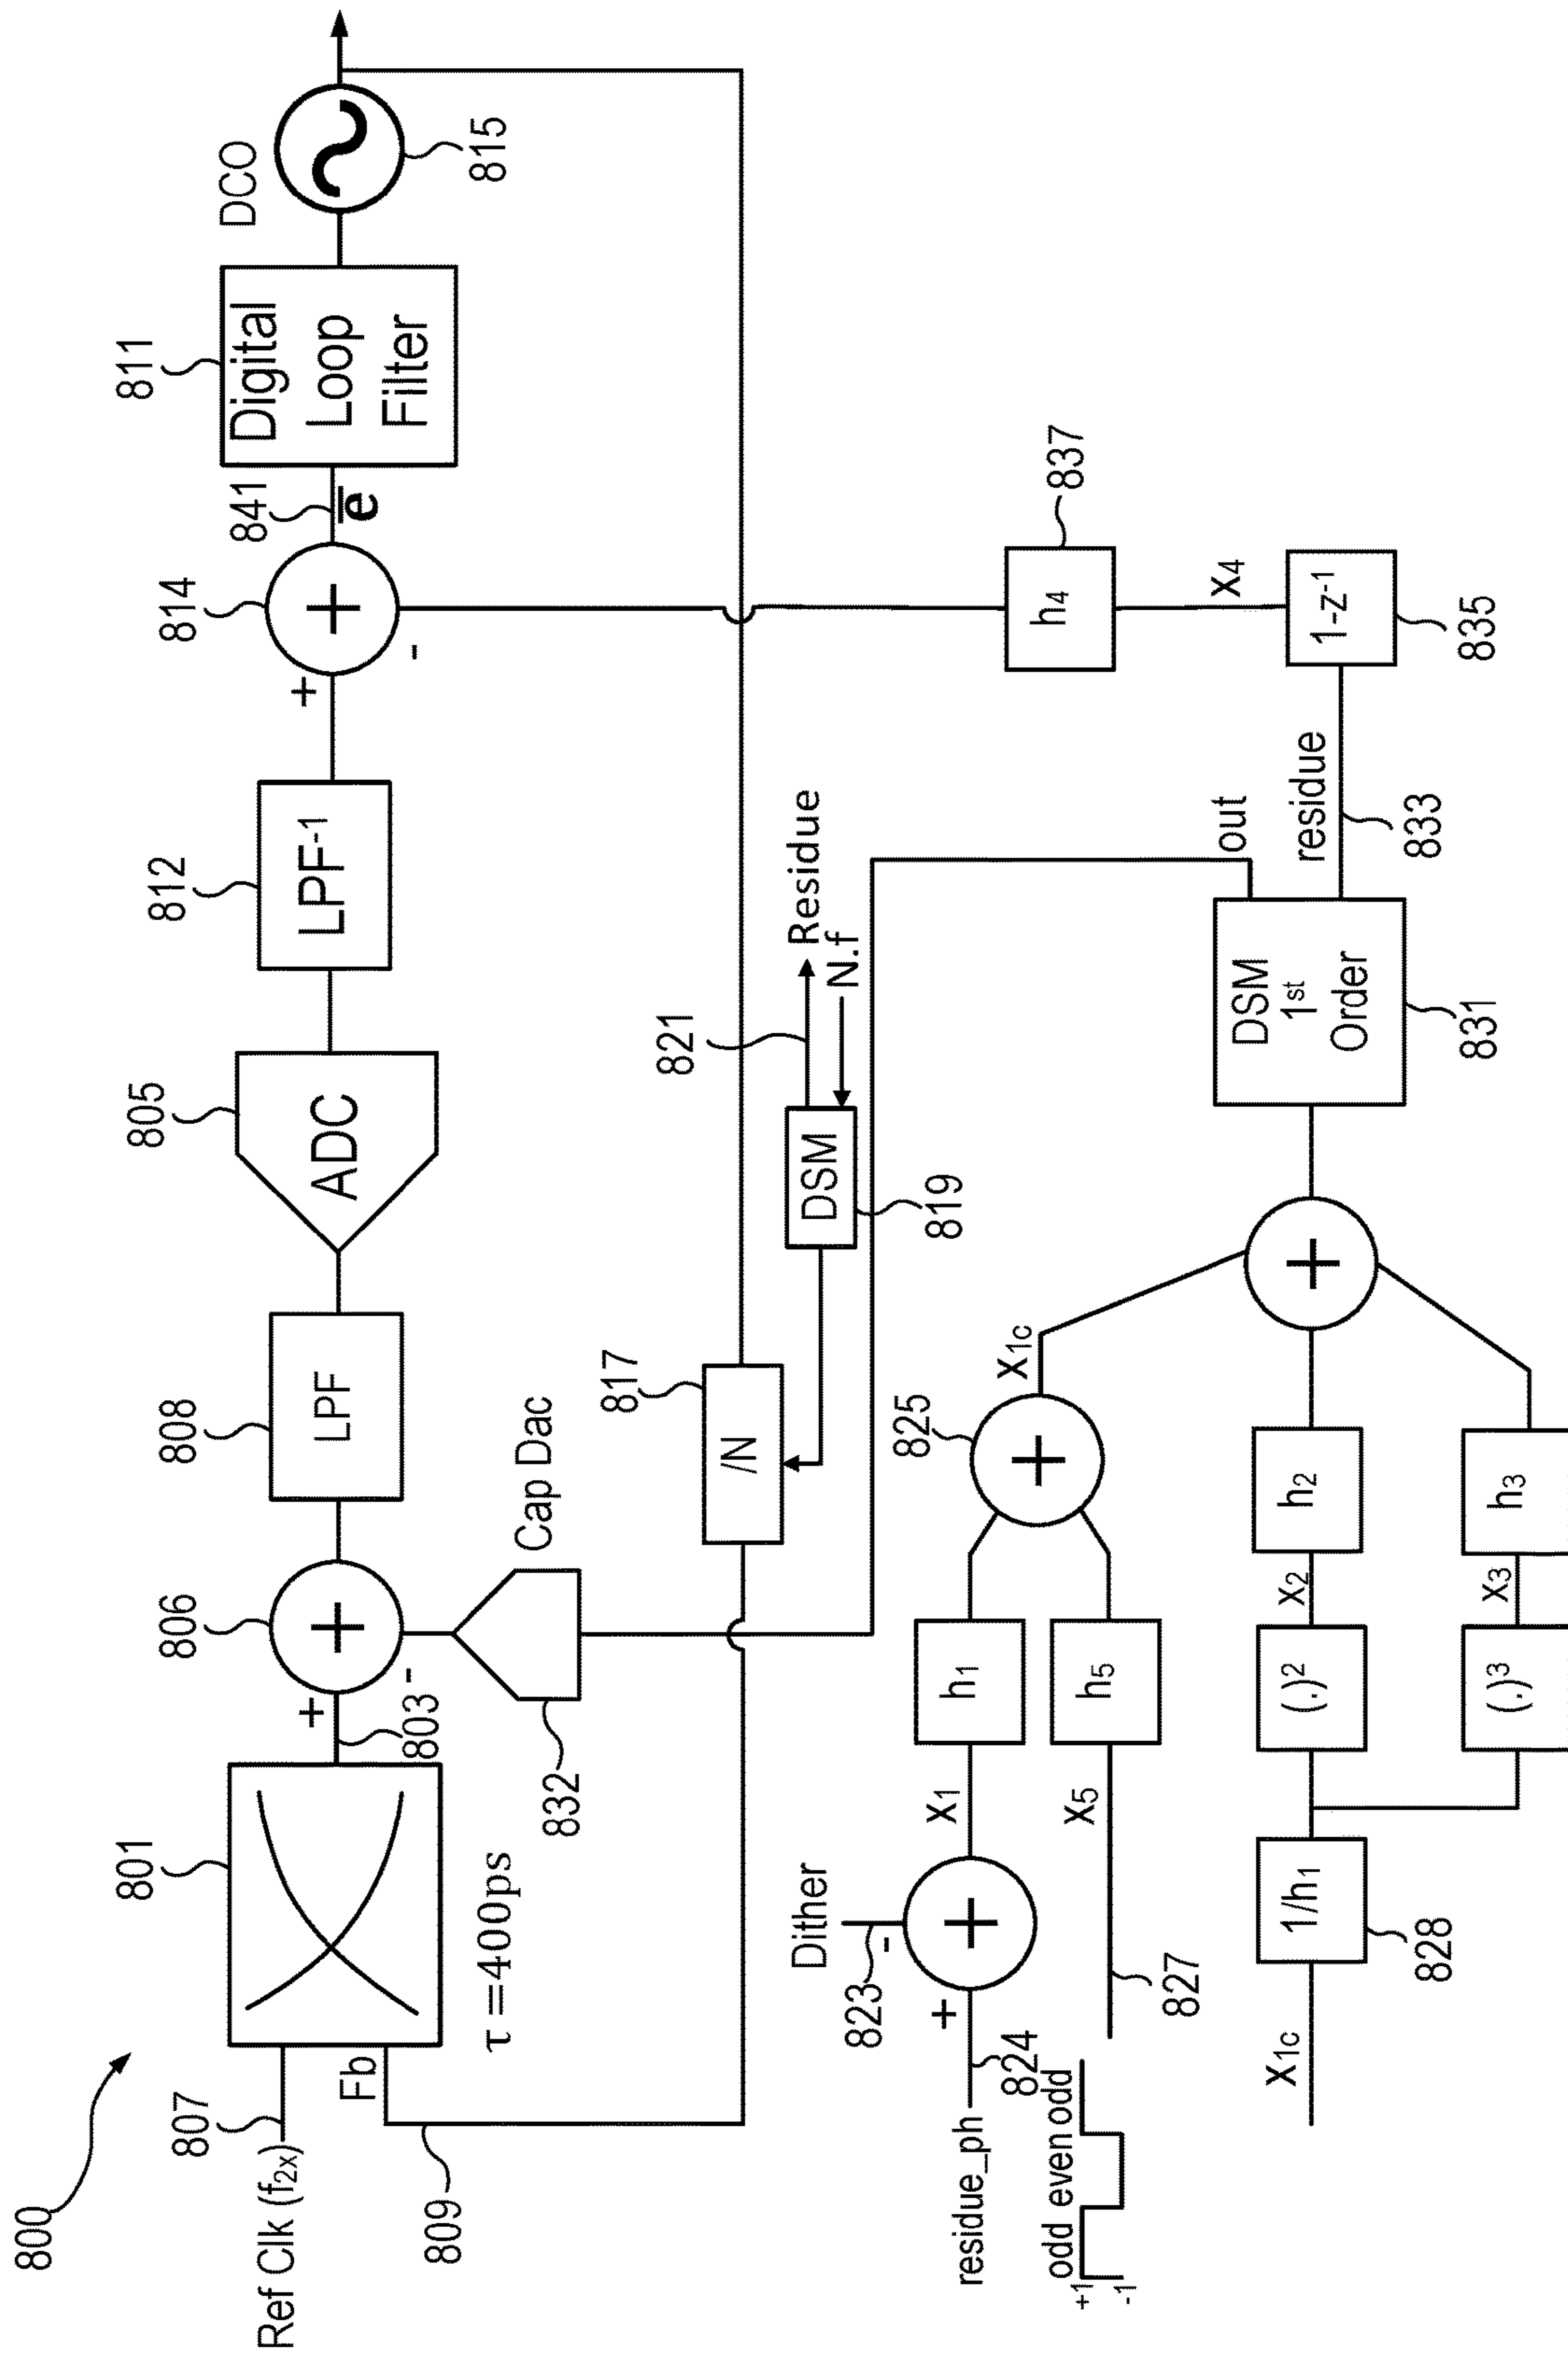 800
Ref Clk (f2x)
807
Fb
809
801
τ=400ps
803
+
-
806
+
832
Cap Dac
808
LPF
805
ADC
812
LPF-1
814
+
+
-
841
e̅
811
Digital
Loop
Filter
DCO
815
817
/N
819
DSM
821
Residue
N.f
residue_ph
824
+
Dither
823
-
+
x1
h1
odd even odd
+1
-1
827
x5
h5
825
+
x1c
x1c
828
1/h1
(.)2
x2
h2
(.)3
x3
h3
+
831
DSM
1st
Order
out
residue
833
835
1-z-1
x4
h4
837